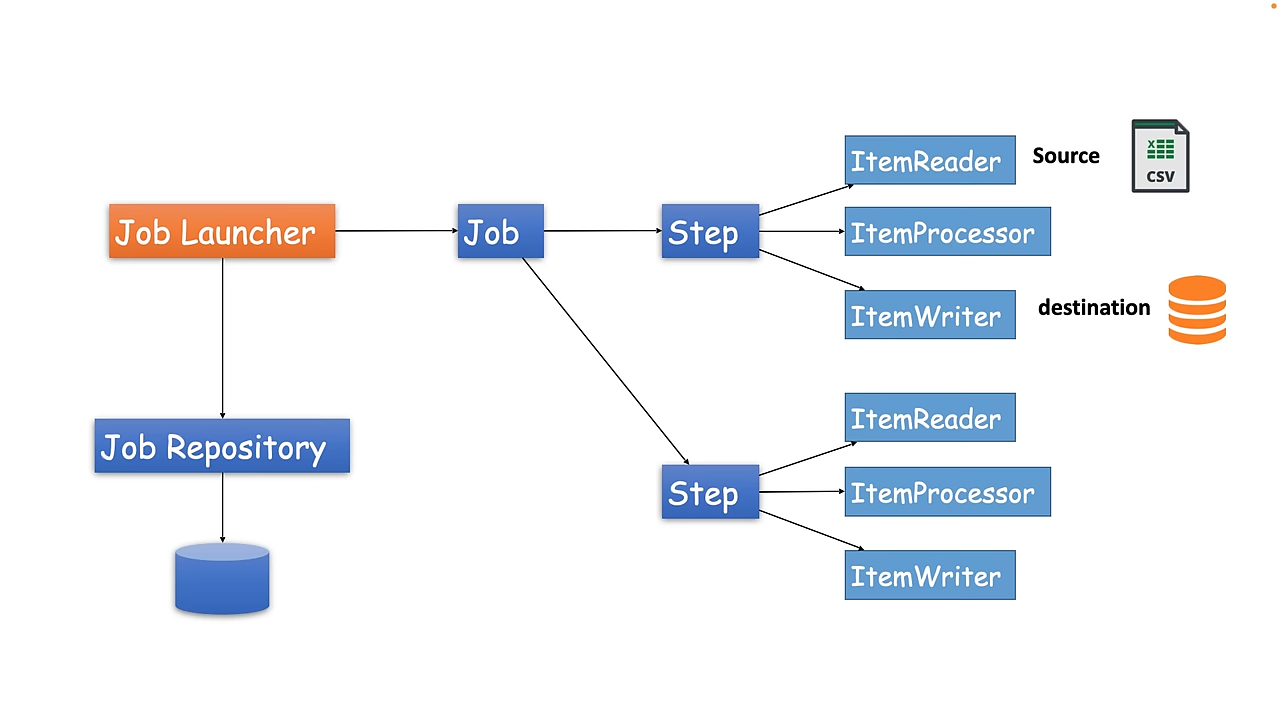 ItemReader
Source
X
CSV
Job Launcher
Job
Step
ItemProcessor
ItemWriter
destination
ItemReader
Job Repository
Step
ItemProcessor
ItemWriter